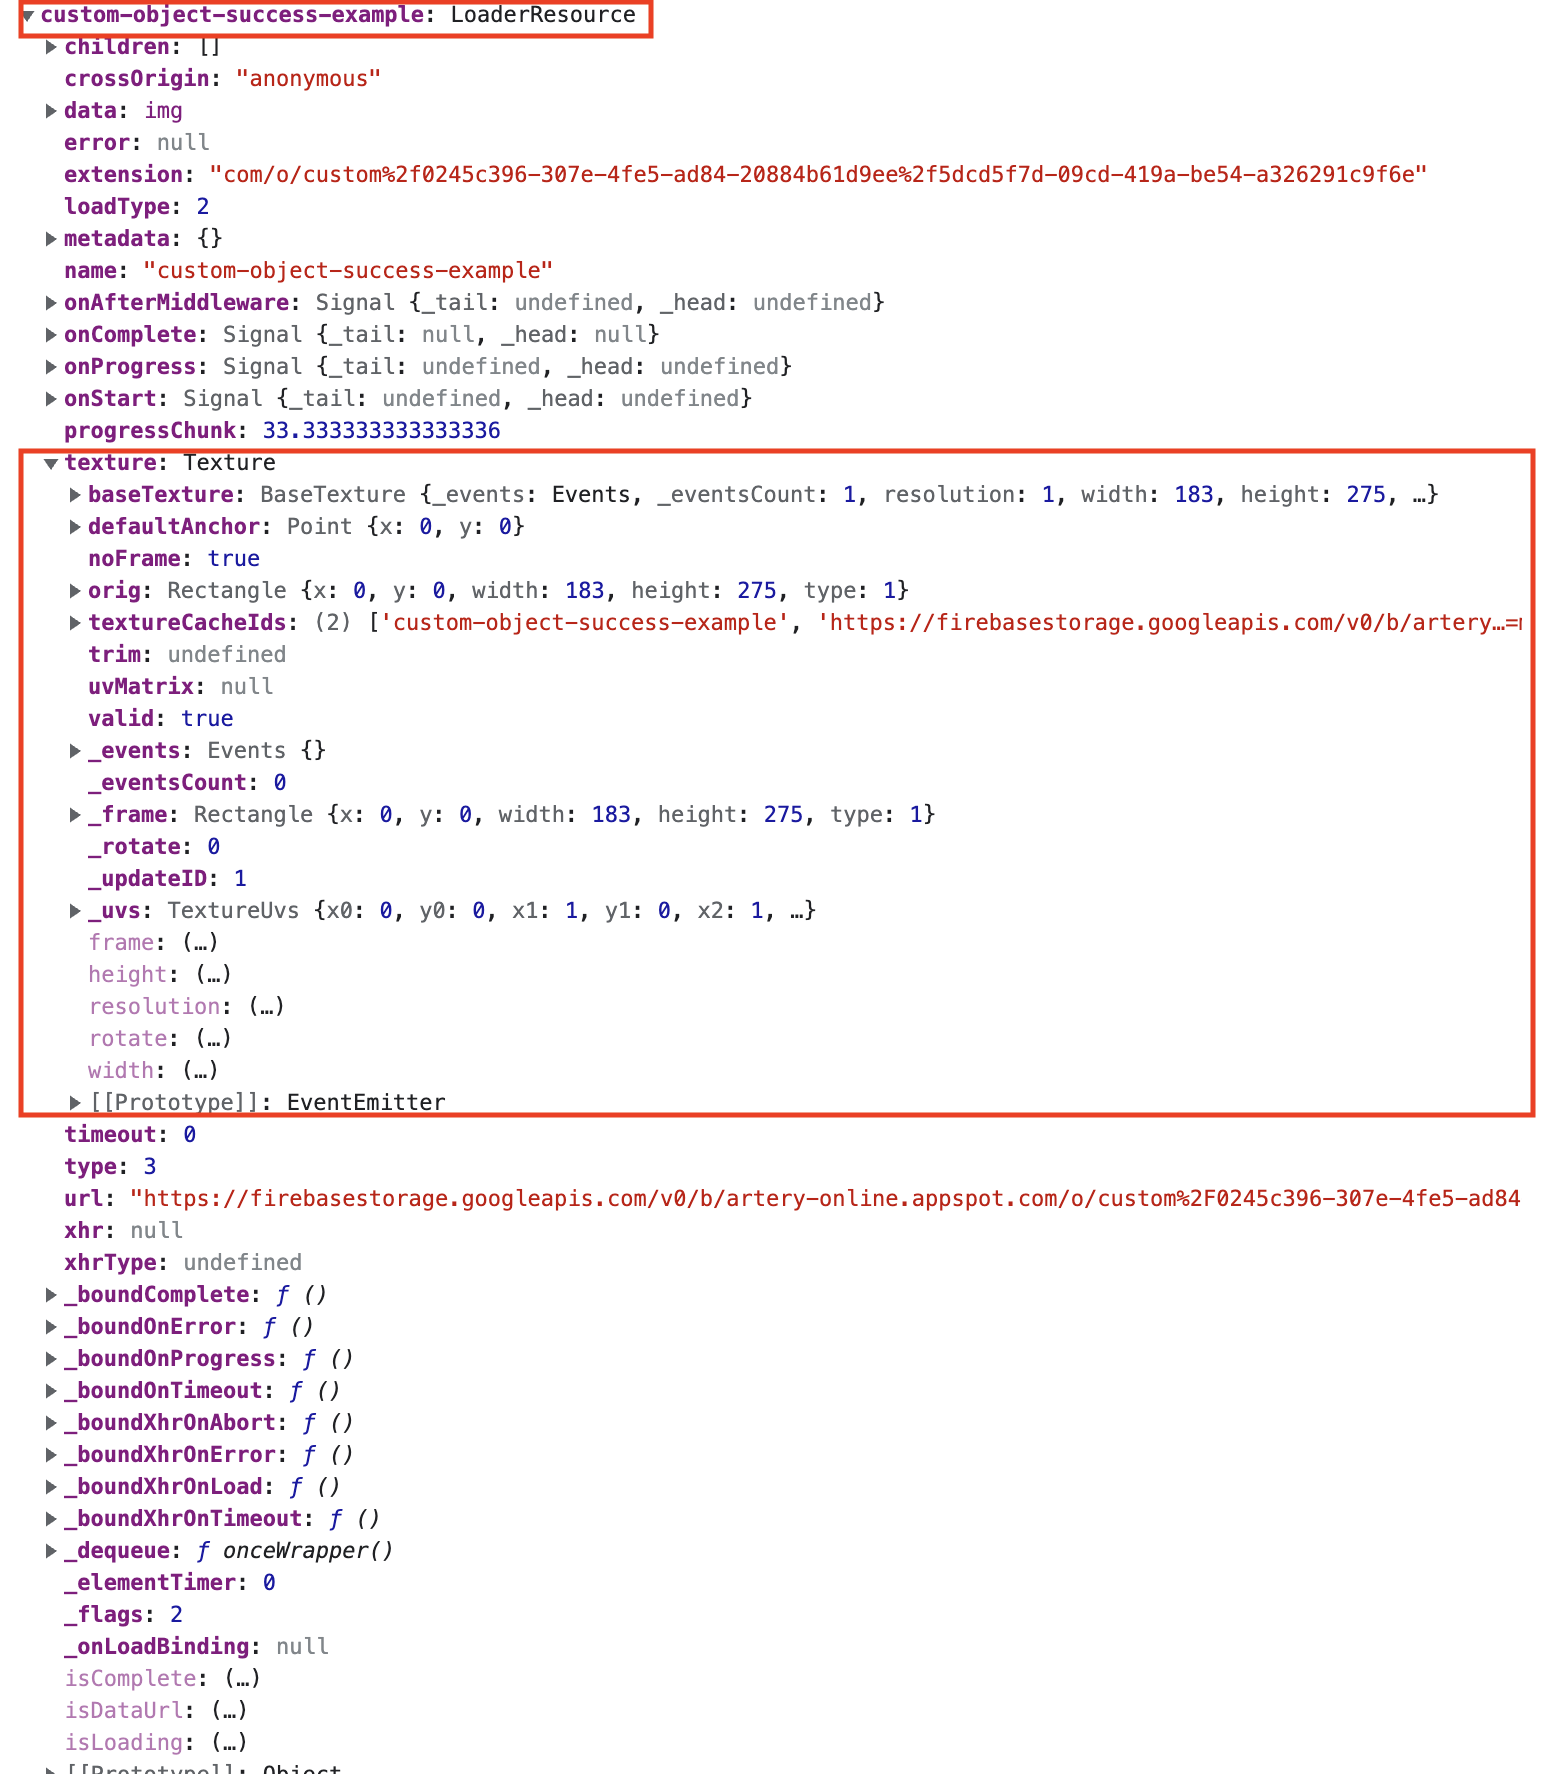 ▼custom-object-success-example: LoaderResource
▶children: []
crossOrigin: "anonymous"
▶data: img
error: null
extension: "com/o/custom%2f0245c396-307e-4fe5-ad84-20884b61d9ee%2f5dcd5f7d-09cd-419a-be54-a326291c9f6e"
loadType: 2
▶metadata: {}
name: "custom-object-success-example"
▶onAfterMiddleware: Signal {_tail: undefined, _head: undefined}
▶onComplete: Signal {_tail: null, _head: null}
▶onProgress: Signal {_tail: undefined, _head: undefined}
▶onStart: Signal {_tail: undefined, _head: undefined}
progressChunk: 33.333333333333336
▼texture: Texture
▶baseTexture: BaseTexture {_events: Events, _eventsCount: 1, resolution: 1, width: 183, height: 275, …}
▶defaultAnchor: Point {x: 0, y: 0}
noFrame: true
▶orig: Rectangle {x: 0, y: 0, width: 183, height: 275, type: 1}
▶textureCacheIds: (2) ['custom-object-success-example', 'https://firebasestorage.googleapis.com/v0/b/artery…=
trim: undefined
uvMatrix: null
valid: true
▶_events: Events {}
_eventsCount: 0
▶_frame: Rectangle {x: 0, y: 0, width: 183, height: 275, type: 1}
_rotate: 0
_updateID: 1
▶_uvs: TextureUvs {x0: 0, y0: 0, x1: 1, y1: 0, x2: 1, …}
frame: (…)
height: (…)
resolution: (…)
rotate: (…)
width: (…)
▶[[Prototype]]: EventEmitter
timeout: 0
type: 3
url: "https://firebasestorage.googleapis.com/v0/b/artery-online.appspot.com/o/custom%2F0245c396-307e-4fe5-ad84
xhr: null
xhrType: undefined
▶_boundComplete: ƒ ()
▶_boundOnError: ƒ ()
▶_boundOnProgress: ƒ ()
▶_boundOnTimeout: ƒ ()
▶_boundXhrOnAbort: ƒ ()
▶_boundXhrOnError: ƒ ()
▶_boundXhrOnLoad: ƒ ()
▶_boundXhrOnTimeout: ƒ ()
▶_dequeue: ƒ onceWrapper()
_elementTimer: 0
_flags: 2
_onLoadBinding: null
isComplete: (…)
isDataUrl: (…)
isLoading: (…)
▶[[Prototype]]: Object